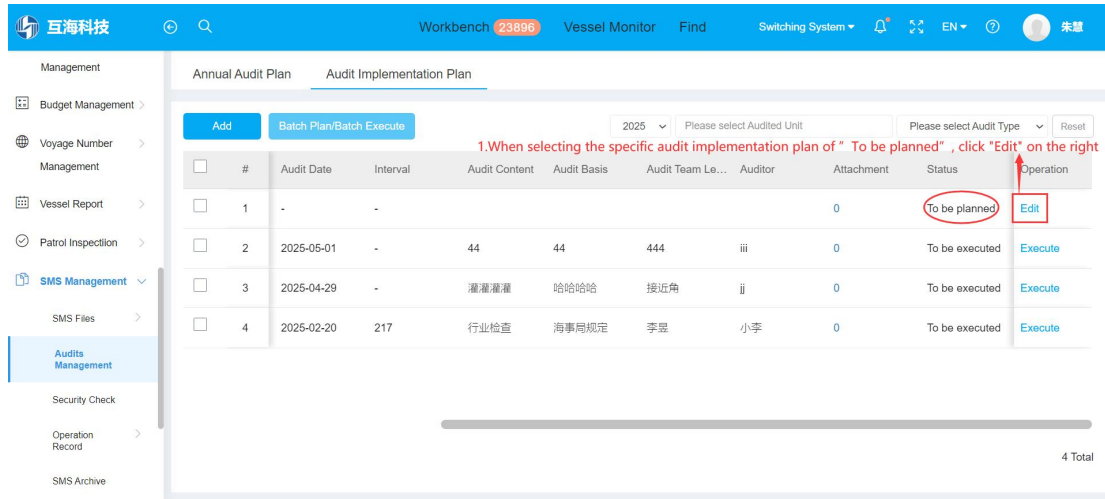 互海科技
Workbench 23896 Vessel Monitor Find Switching System EN 朱慧
Management
Budget Management
Voyage Number
Management
Vessel Report
Patrol Inspectiion
SMS Management
SMS Files
Audits
Management
Security Check
Operation
Record
SMS Archive
Annual Audit Plan Audit Implementation Plan
Add Batch Plan/Batch Execute 2025 Please select Audited Unit Please select Audit Type Reset
1.When selecting the specific audit implementation plan of " To be planned" , click "Edit" on the right
# Audit Date Interval Audit Content Audit Basis Audit Team Le... Auditor Attachment Status Operation
1 - - 0 To be planned Edit
2 2025-05-01 - 44 44 444 iii 0 To be executed Execute
3 2025-04-29 - 灌灌灌灌 哈哈哈哈 接近角 jj 0 To be executed Execute
4 2025-02-20 217 行业检查 海事局规定 李昱 小李 0 To be executed Execute
4 Total